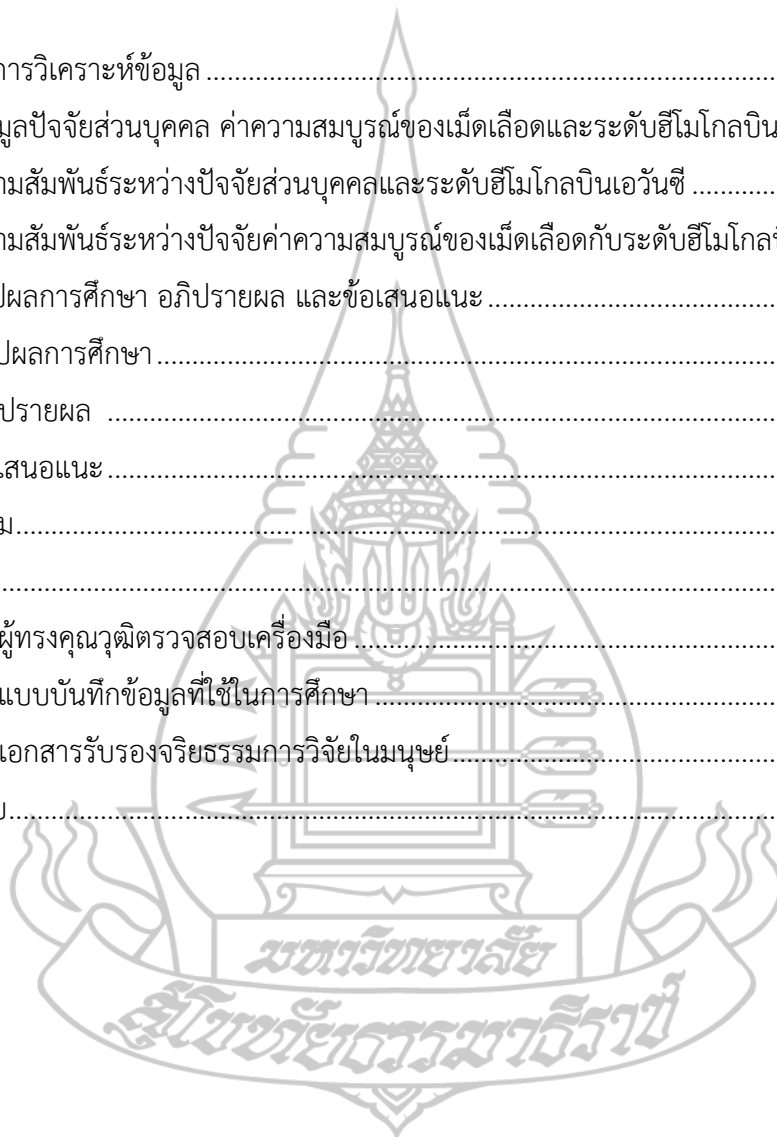 การวิเคราะห์ข้อมูล
มูลปัจจัยส่วนบุคคล ค่าความสมบูรณ์ของเม็ดเลือดและระดับฮีโมโกลบิน
ามสัมพันธ์ระหว่างปัจจัยส่วนบุคคลและระดับฮีโมโกลบินเอวันซี
ามสัมพันธ์ระหว่างปัจจัยค่าความสมบูรณ์ของเม็ดเลือดกับระดับฮีโมโกลบิ
ปผลการศึกษา อภิปรายผล และข้อเสนอแนะ
ปผลการศึกษา
ปรายผล
เสนอแนะ
ม
ผู้ทรงคุณวุฒิตรวจสอบเครื่องมือ
แบบบันทึกข้อมูลที่ใช้ในการศึกษา
เอกสารรับรองจริยธรรมการวิจัยในมนุษย์
ย
มหาวิทยาลัย
สุโขทัยธรรมาธิราช